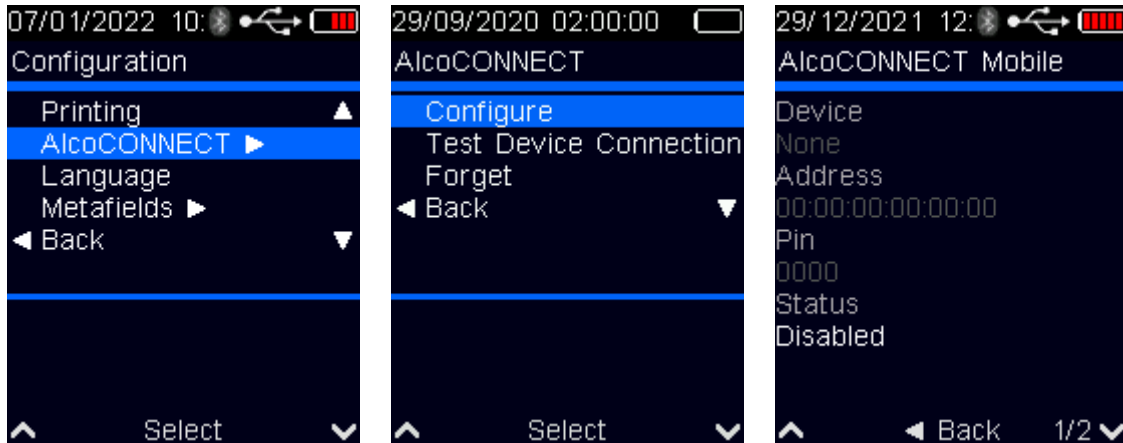 07/01/2022 10:
Configuration
Printing
AlcoCONNECT
Language
Metafields
Back
Select
29/09/2020 02:00:00
AlcoCONNECT
Configure
Test Device Connection
Forget
Back
Select
29/12/2021 12:
AlcoCONNECT Mobile
Device
None
Address
00:00:00:00:00:00
Pin
0000
Status
Disabled
Back 1/2